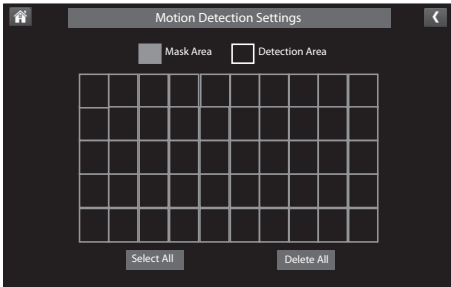 Motion Detection Settings
Mask Area
Detection Area
Select All
Delete All